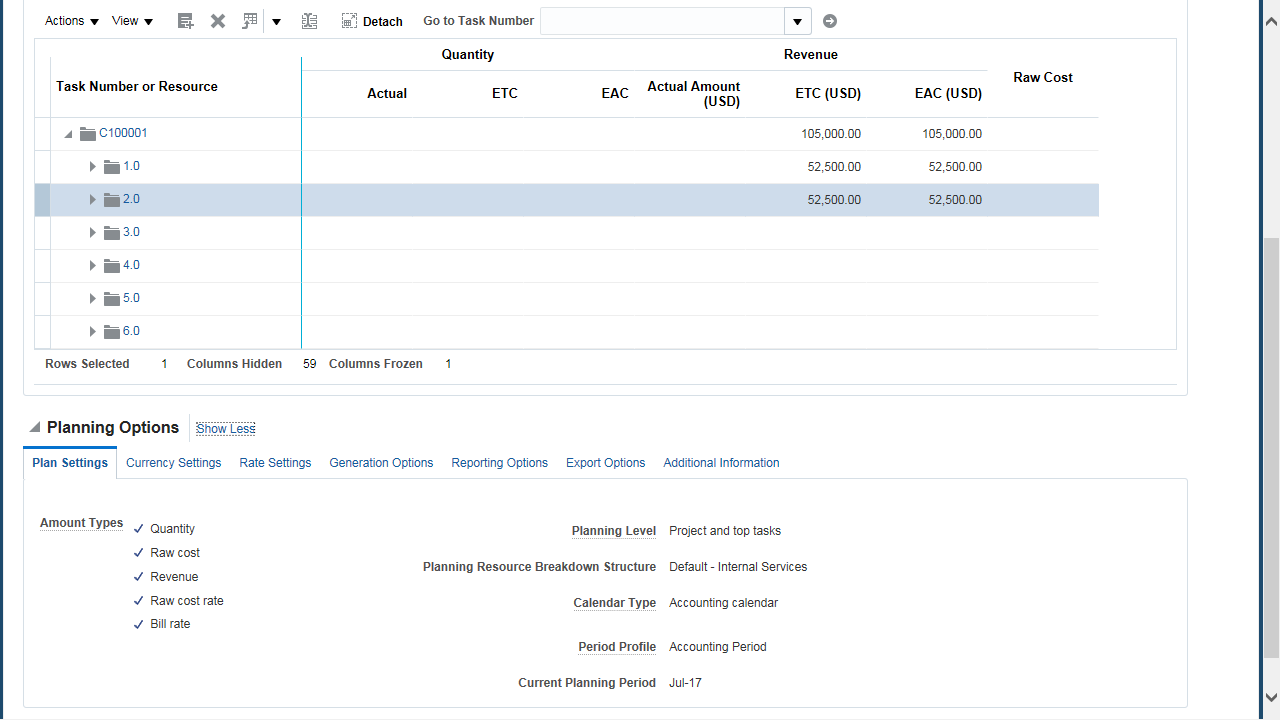 Actions View Detach Go to Task Number
Quantity Revenue
Task Number or Resource Actual ETC EAC Actual Amount (USD) ETC (USD) EAC (USD) Raw Cost
C100001 105,000.00 105,000.00
1.0 52,500.00 52,500.00
2.0 52,500.00 52,500.00
3.0
4.0
5.0
6.0
Rows Selected 1 Columns Hidden 59 Columns Frozen 1
Planning Options Show Less
Plan Settings Currency Settings Rate Settings Generation Options Reporting Options Export Options Additional Information
Amount Types Quantity
Raw cost
Revenue
Raw cost rate
Bill rate
Planning Level Project and top tasks
Planning Resource Breakdown Structure Default - Internal Services
Calendar Type Accounting calendar
Period Profile Accounting Period
Current Planning Period Jul-17